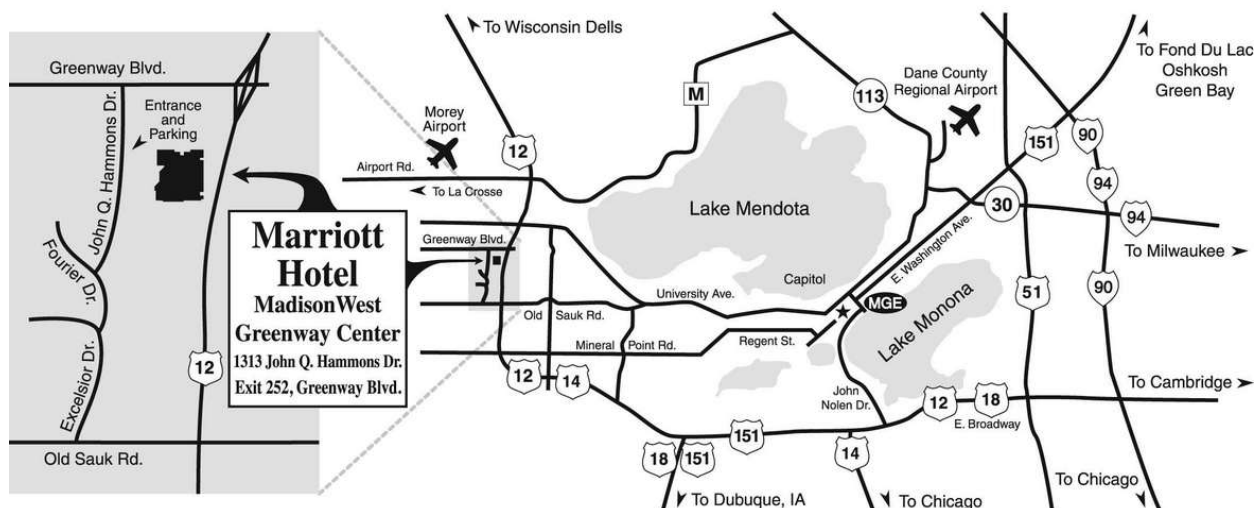 Greenway Blvd.
John Q. Hammons Dr.
Entrance
and
Parking
Fourier Dr.
Excelsior Dr.
12
Old Sauk Rd.
Marriott
Hotel
MadisonWest
Greenway Center
1313 John Q. Hammons Dr.
Exit 252, Greenway Blvd.
To Wisconsin Dells
Morey
Airport
12
M
113
Dane County
Regional Airport
To Fond Du Lac
Oshkosh
Green Bay
151
90
94
Airport Rd.
To La Crosse
Lake Mendota
30
94
To Milwaukee
Greenway Blvd.
E. Washington Ave.
Capitol
University Ave.
MGE
51
90
Old Sauk Rd.
Lake Monona
Mineral Point Rd.
Regent St.
12
14
John
Nolen Dr.
12
18
E. Broadway
To Cambridge
151
18
151
14
To Dubuque, IA
To Chicago
To Chicago